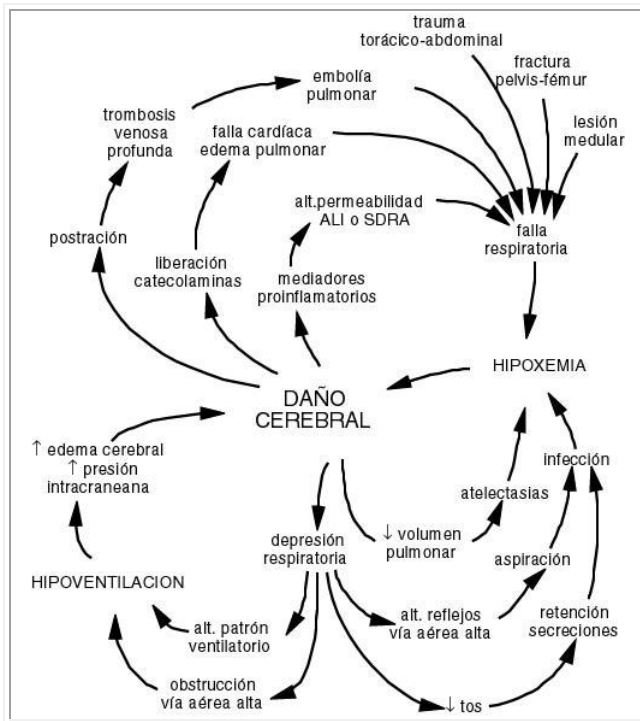 trauma
torácico-abdominal
fractura
pelvis-fémur
embolía
pulmonar
trombosis
venosa
profunda
falla cardíaca
edema pulmonar
lesión
medular
alt.permeabilidad
ALI o SDRA
falla
respiratoria
postración
liberación
catecolaminas
mediadores
proinflamatorios
HIPOXEMIA
DAÑO
CEREBRAL
↑ edema cerebral
↑ presión
intracraneana
infección
atelectasias
↓ volumen
pulmonar
depresión
respiratoria
aspiración
HIPOVENTILACION
alt. patrón
ventilatorio
alt. reflejos
vía aérea alta
retención
secreciones
obstrucción
vía aérea alta
↓ tos